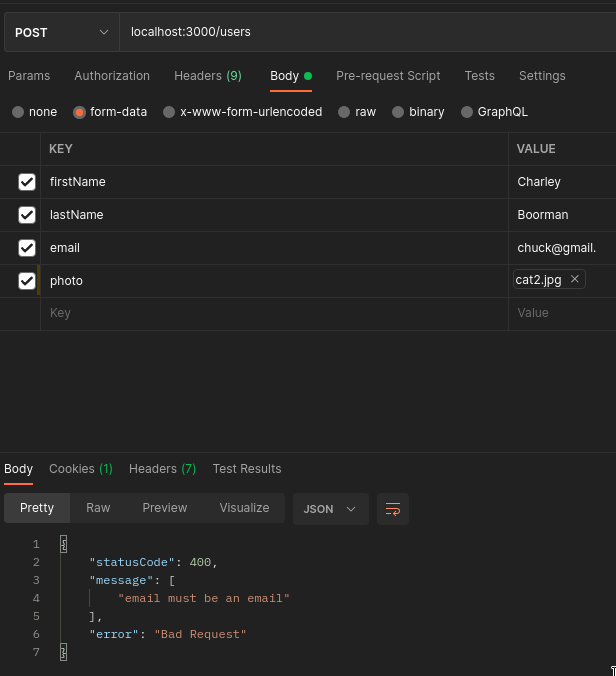 POST localhost:3000/users
Params Authorization Headers (9) Body Pre-request Script Tests Settings
none form-data x-www-form-urlencoded raw binary GraphQL
KEY VALUE
firstName Charley
lastName Boorman
email chuck@gmail.
photo cat2.jpg ×
Key Value
Body Cookies (1) Headers (7) Test Results
Pretty Raw Preview Visualize JSON
1 {
2 "statusCode": 400,
3 "message": [
4 "email must be an email"
5 ],
6 "error": "Bad Request"
7 }